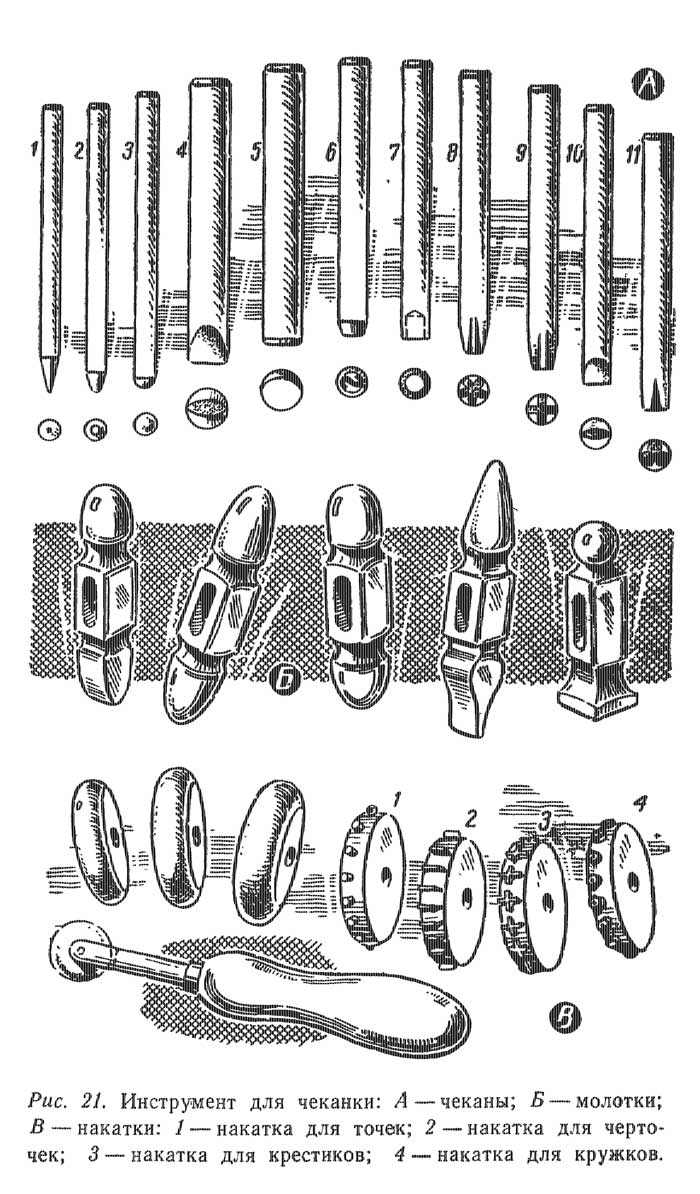 А
1 2 3 4 5 6 7 8 9 10 11
Б
1 2 3 4
В
Рис. 21. Инструмент для чеканки: А — чеканы; Б — молотки;
В — накатки: 1 — накатка для точек; 2 — накатка для черто-
чек; 3 — накатка для крестиков; 4 — накатка для кружков.